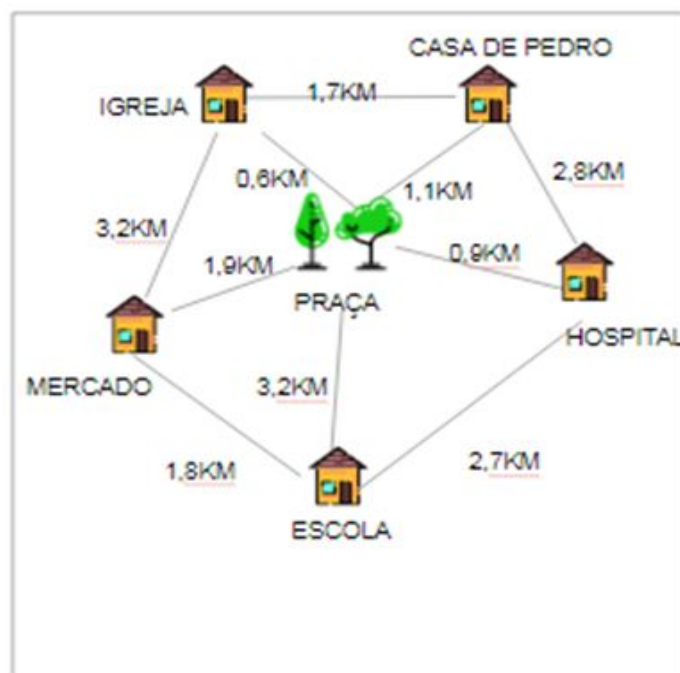 CASA DE PEDRO
IGREJA
1,7KM
0,6KM
1,1KM
2,8KM
3,2KM
1,9KM
0,9KM
PRAÇA
HOSPITAL
MERCADO
3,2KM
1,8KM
2,7KM
ESCOLA